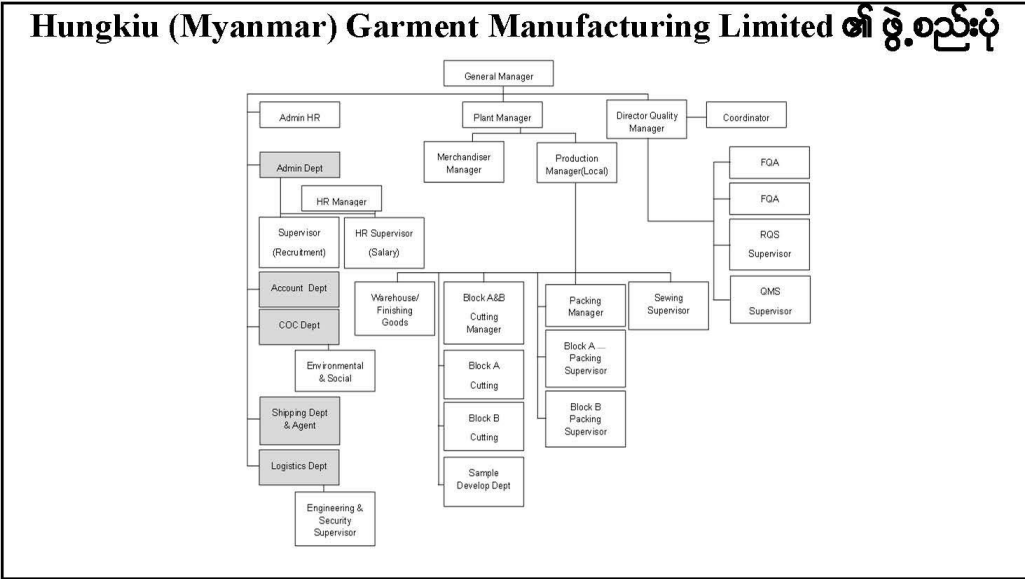 Hungkiu (Myanmar) Garment Manufacturing Limited ၏ ဖွဲ့စည်းပုံ
General Manager
Admin HR
Plant Manager
Director Quality
Manager
Coordinator
Merchandiser
Manager
Production
Manager(Local)
Admin Dept
HR Manager
Supervisor
(Recruitment)
HR Supervisor
(Salary)
FQA
FQA
RQS
Supervisor
QMS
Supervisor
Account Dept
COC Dept
Environmental
& Social
Shipping Dept
& Agent
Logistics Dept
Engineering &
Security
Supervisor
Warehouse/
Finishing
Goods
Block A&B
Cutting
Manager
Block A
Cutting
Block B
Cutting
Sample
Develop Dept
Packing
Manager
Block A
Packing
Supervisor
Block B
Packing
Supervisor
Sewing
Supervisor